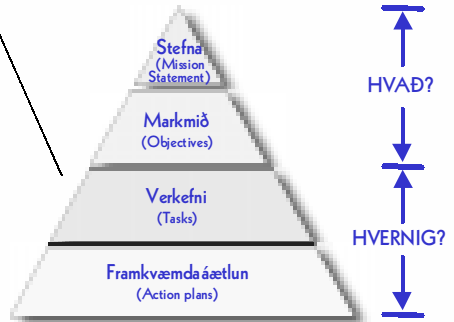 Stefna
(Mission
Statement)
HVAÐ?
Markmið
(Objectives)
Verkefni
(Tasks)
HVERNIG?
Framkvæmdaáætlun
(Action plans)